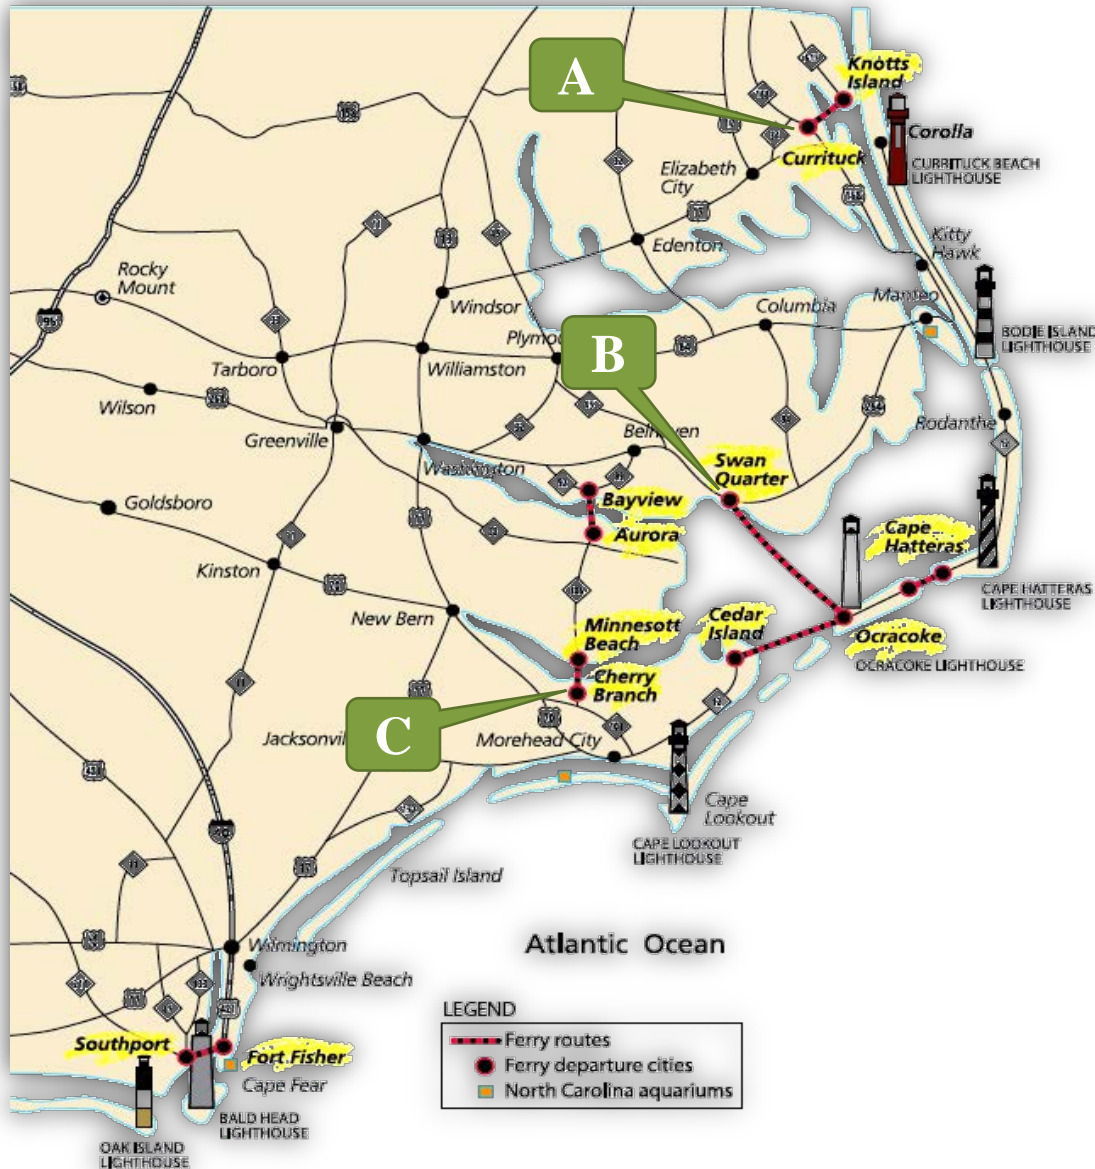 A
Knotts
Island
Corolla
Currituck
CURRITUCK BEACH
LIGHTHOUSE
Elizabeth
City
Edenton
Kitty
Hawk
Rocky
Mount
Windsor
Columbia
Manteo
BODIE ISLAND
LIGHTHOUSE
B
Tarboro
Williamston
Wilson
Greenville
Rodanthe
Washington
Swan
Quarter
Bayview
Goldsboro
Aurora
Cape
Hatteras
Kinston
CAPE HATTERAS
LIGHTHOUSE
New Bern
Minnesott
Beach
Cedar
Island
Ocracoke
OCRACOKE LIGHTHOUSE
Cherry
Branch
C
Morehead City
Cape
Lookout
CAPE LOOKOUT
LIGHTHOUSE
Topsail Island
Wilmington
Atlantic Ocean
Wrightsville Beach
LEGEND
Ferry routes
Ferry departure cities
North Carolina aquariums
Southport
Fort Fisher
Cape Fear
BALD HEAD
LIGHTHOUSE
OAK ISLAND
LIGHTHOUSE